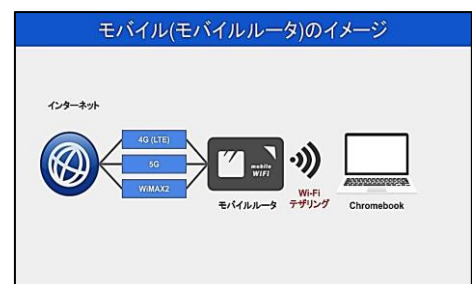 モバイル(モバイルルータ)のイメージ
インターネット
4G (LTE)
5G
WiMAX2
mobile
WiFi
モバイルルータ
Wi-Fi
テザリング
Chromebook